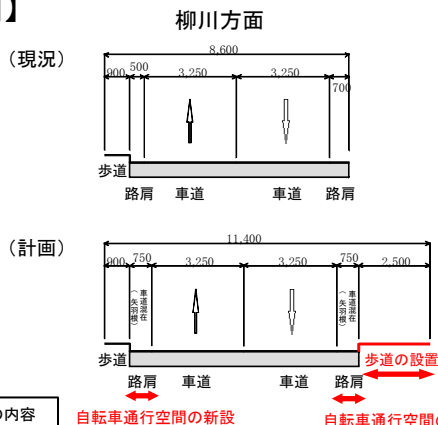 】
柳川方面
（現況）
8,600
900 500 3,250 3,250 700
歩道
路肩 車道 車道 路肩
（計画）
11,400
900 750 3,250 3,250 750 2,500
車道混在（矢羽根） 車道混在（矢羽根）
歩道 歩道の設置
路肩 車道 車道 路肩
の内容 自転車通行空間の新設 自転車通行空間の